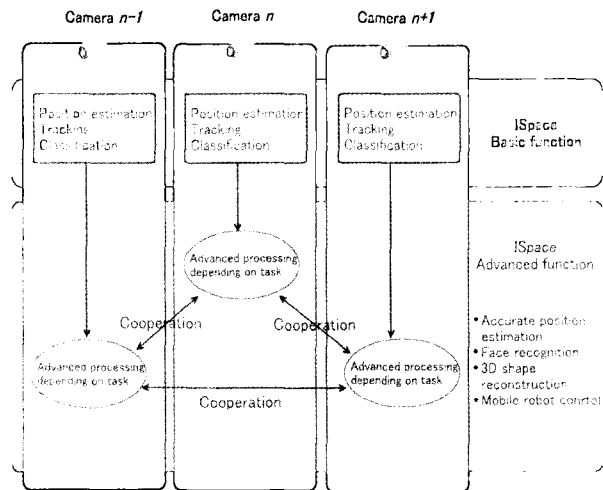 Camera n-1
Camera n
Camera n+1
Position estimation
Tracking
Classification
Position estimation
Tracking
Classification
Position estimation
Tracking
Classification
ISpace
Basic function
Advanced processing
depending on task
ISpace
Advanced function
Cooperation
Cooperation
Advanced processing
depending on task
Advanced processing
depending on task
Cooperation
• Accurate position
estimation
• Face recognition
• 3D shape
reconstruction
• Mobile robot conrtol